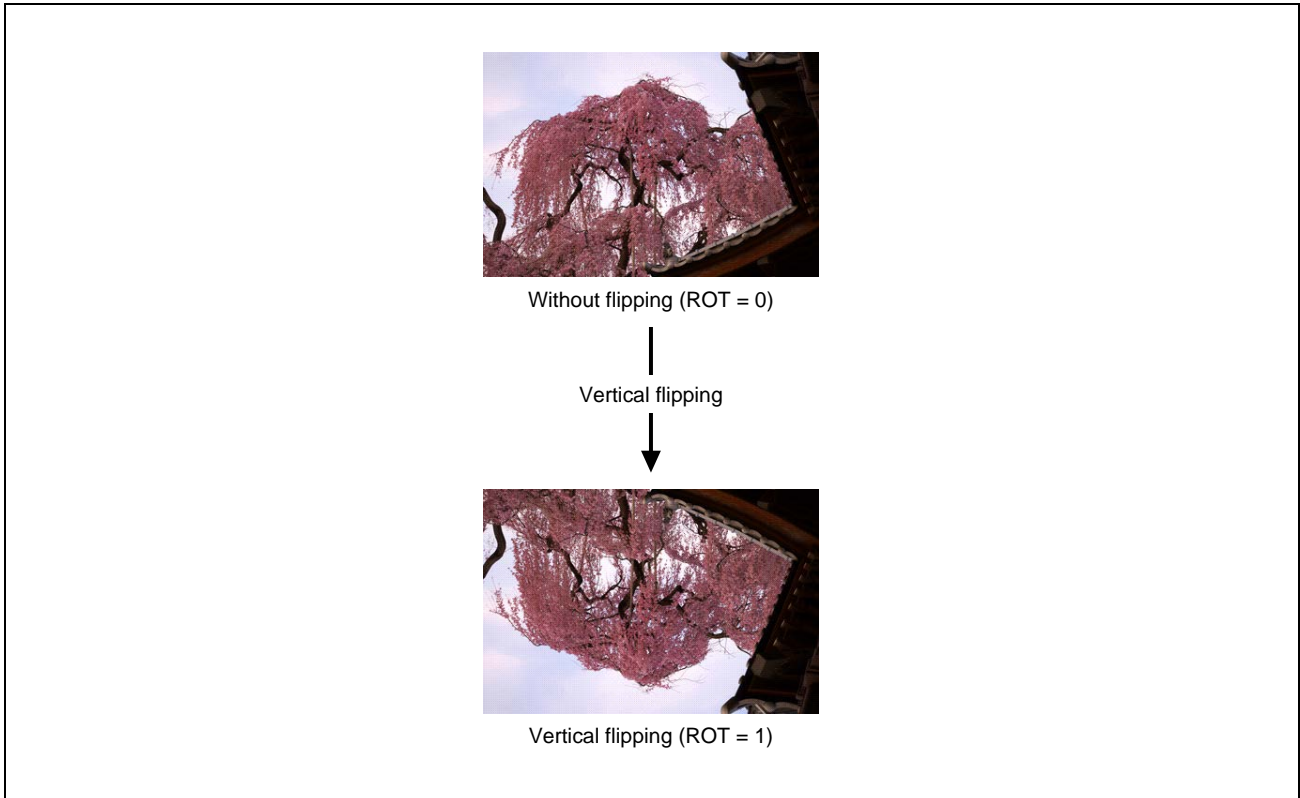 Without flipping (ROT = 0)
Vertical flipping
Vertical flipping (ROT = 1)